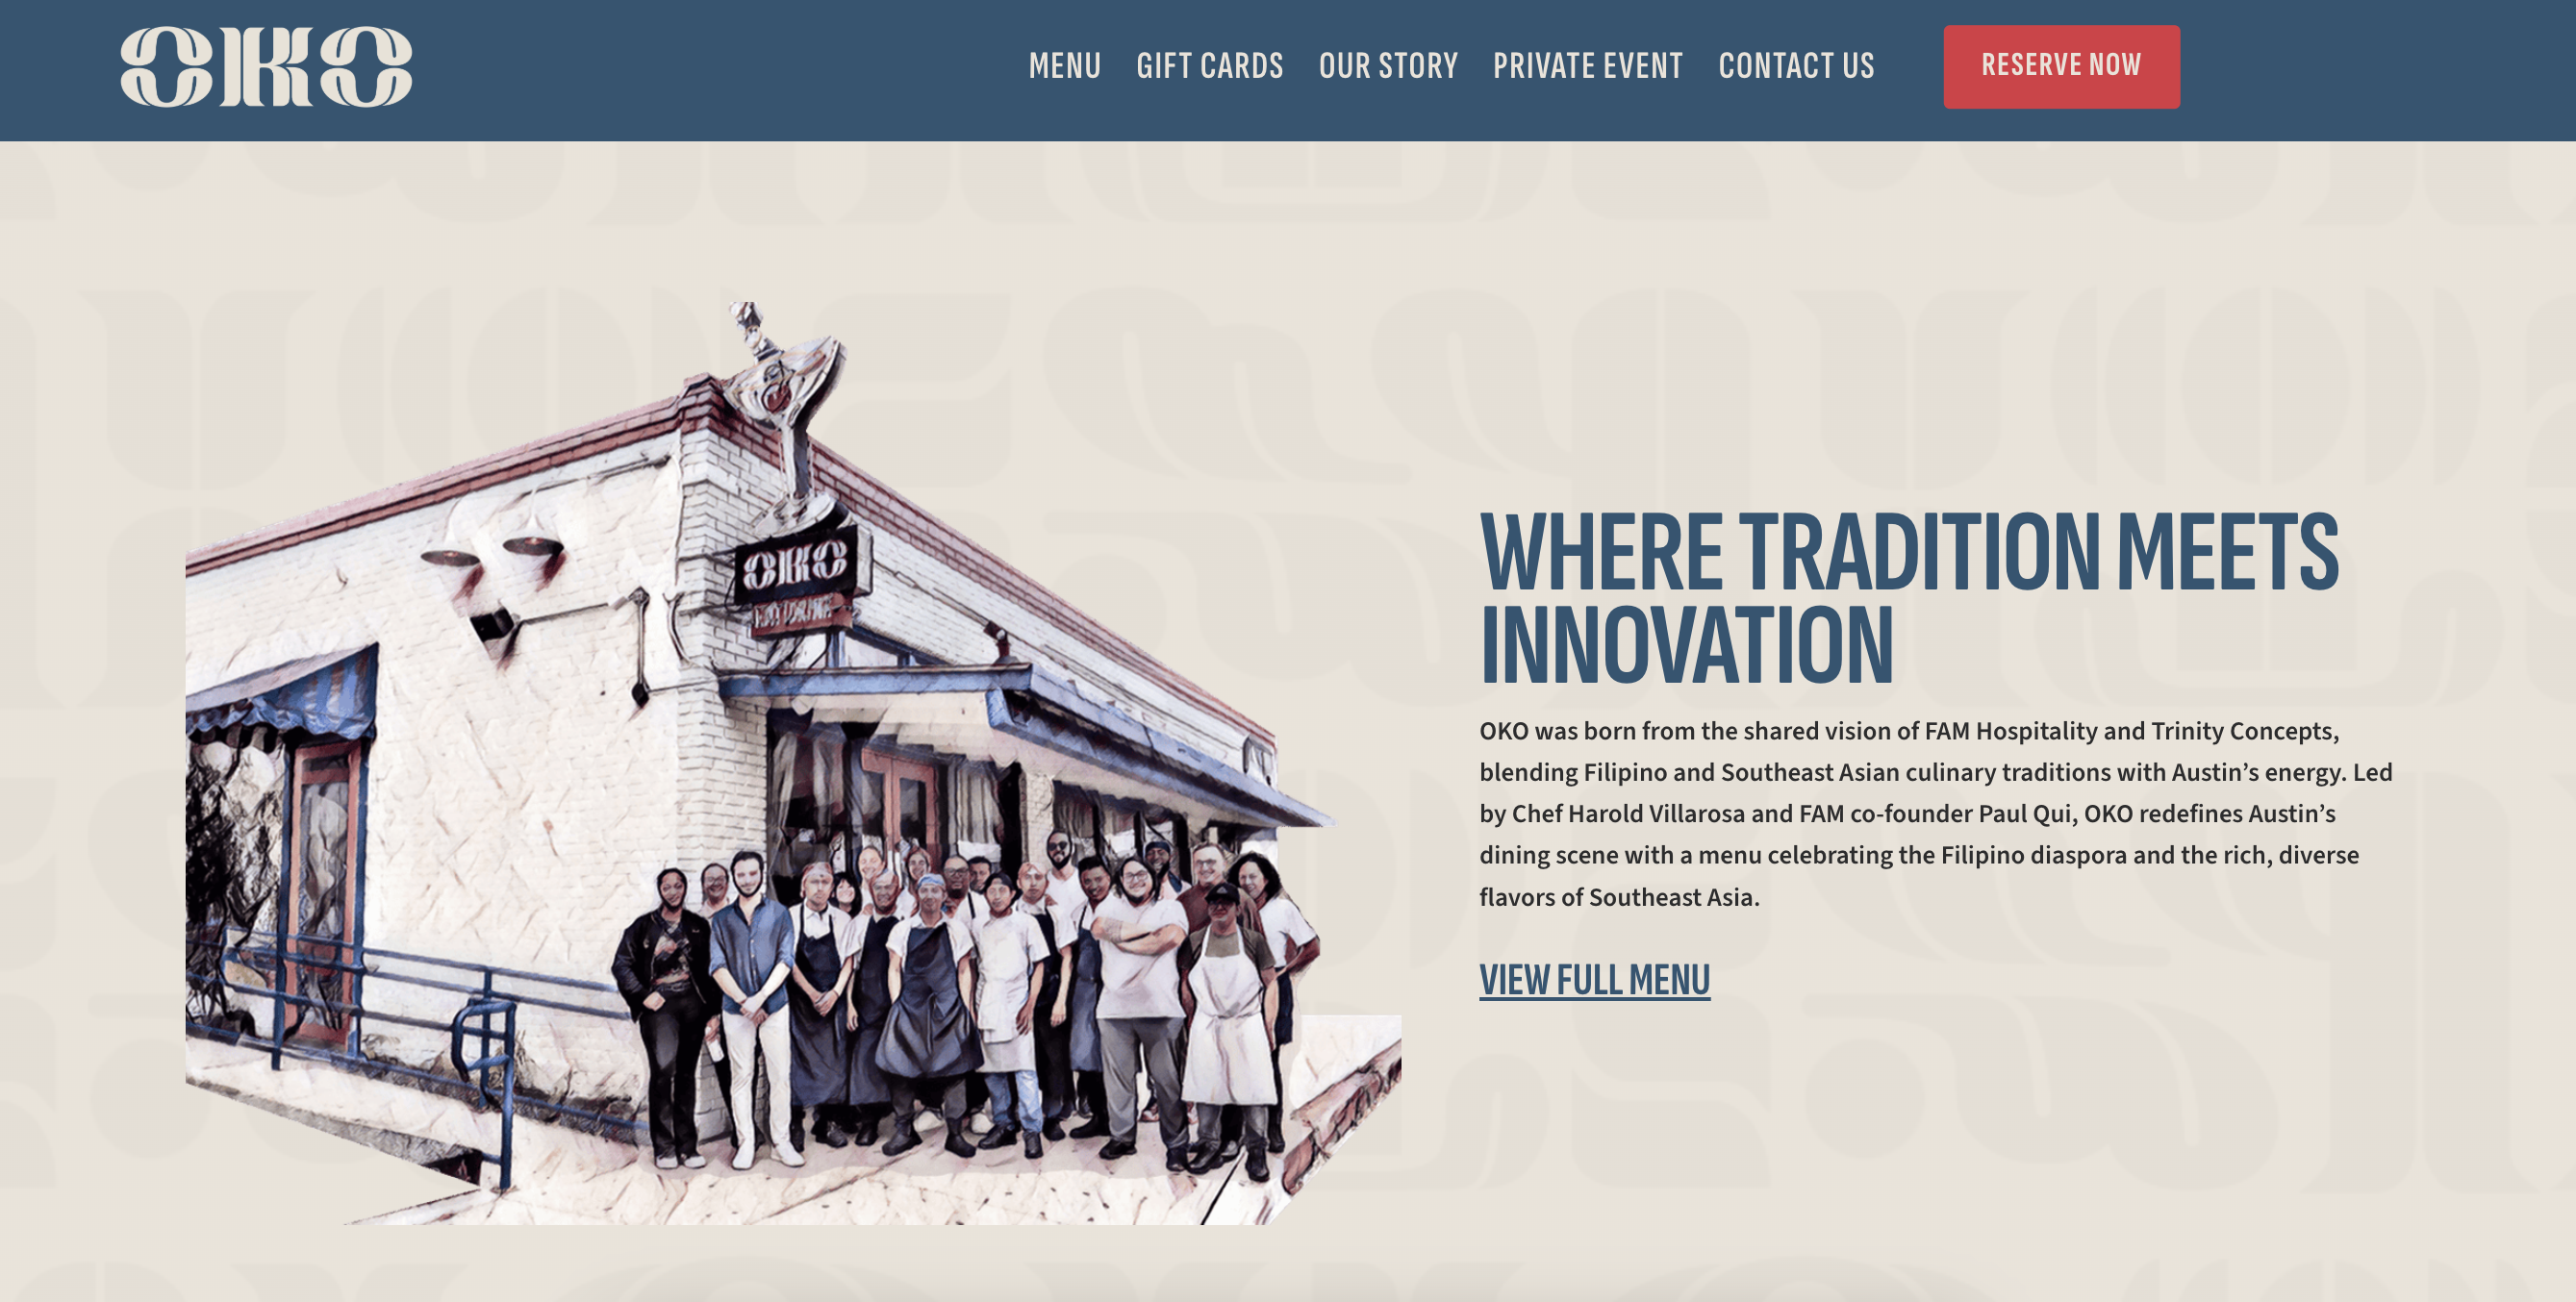 OKO
MENU
GIFT CARDS
OUR STORY
PRIVATE EVENT
CONTACT US
RESERVE NOW
OKO
WHERE TRADITION MEETS
INNOVATION
OKO was born from the shared vision of FAM Hospitality and Trinity Concepts,
blending Filipino and Southeast Asian culinary traditions with Austin’s energy. Led
by Chef Harold Villarosa and FAM co-founder Paul Qui, OKO redefines Austin’s
dining scene with a menu celebrating the Filipino diaspora and the rich, diverse
flavors of Southeast Asia.
VIEW FULL MENU